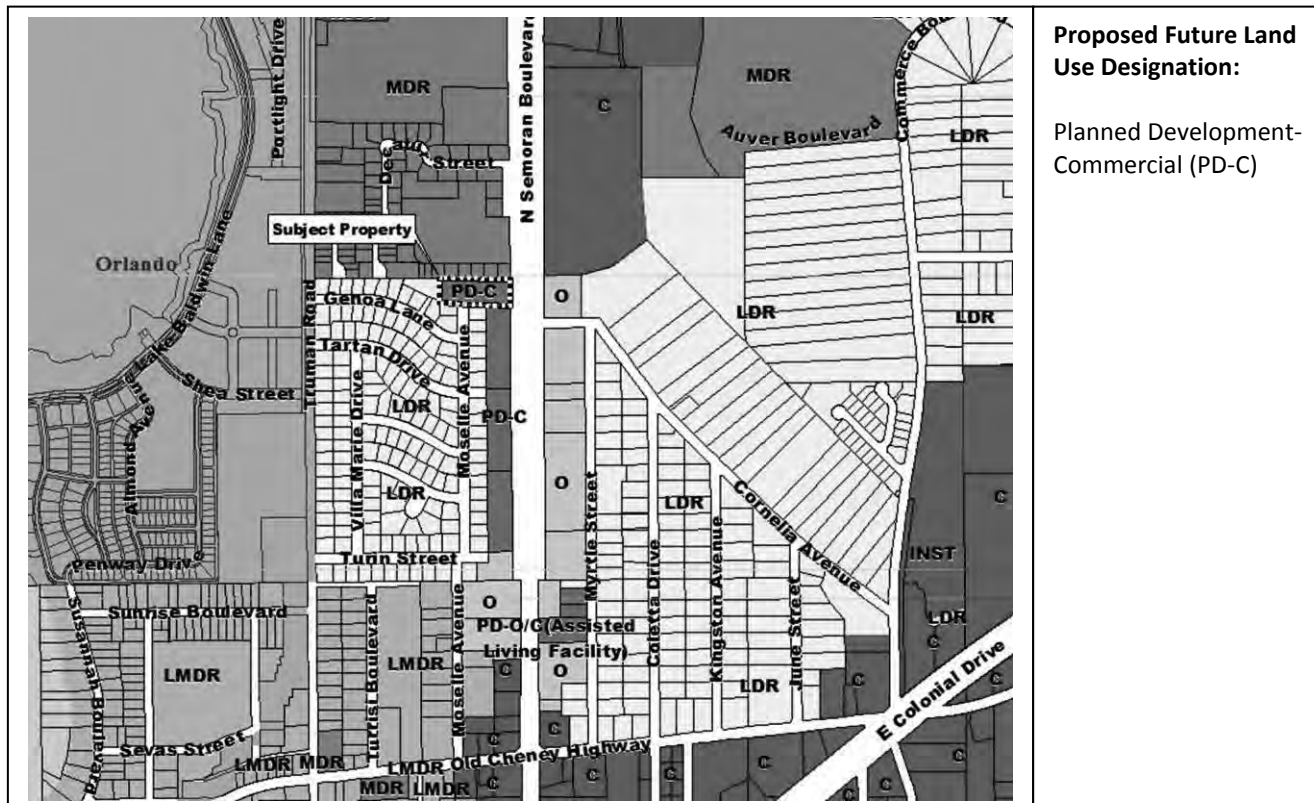 Proposed Future Land
Use Designation:
Planned Development-
Commercial (PD-C)
Portlight Drive
MDR
N Semoran Boulevard
C
MDR
Auver Boulevard
Commerce
LDR
Street
Subject Property
Orlando
Lake Baldwin Lane
PD-C
O
LDR
LDR
Truman Road
Genoa Lane
Tartan Drive
Shea Street
Almond Avenue
Villa Marie Drive
LDR
Moselle Avenue
PD-C
O
Myrtle Street
LDR
LDR
Coletta Drive
Kingston Avenue
Cornelia Avenue
June Street
C
INST
LDR
C
Turin Street
Penway Drive
Sunrise Boulevard
Susannah Boulevard
LMDR
Turrisi Boulevard
LMDR
Moselle Avenue
O
PD-O/C(Assisted
Living Facility)
C
O
LDR
C
C
C
E Colonial Drive
Sevas Street
LMDR
MDR
LMDR
Old Cheney Highway
C
C
C
MDR
LMDR
C
C
C
C
C
C